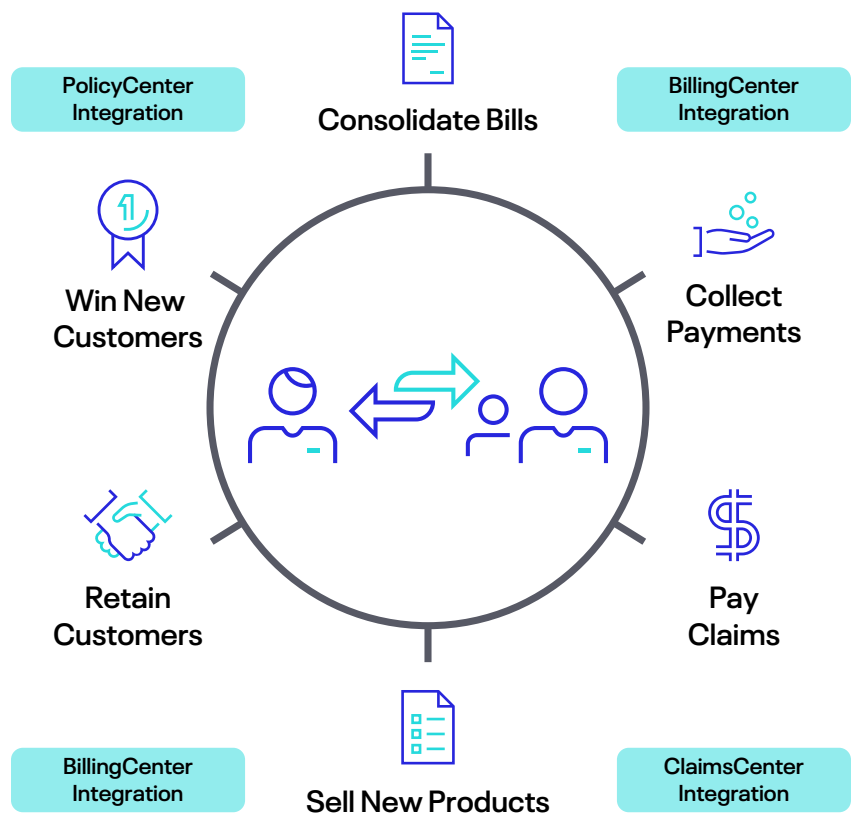 PolicyCenter
Integration
Consolidate Bills
BillingCenter
Integration
1
Win New
Customers
Collect
Payments
Retain
Customers
$
Pay
Claims
Sell New Products
BillingCenter
Integration
ClaimsCenter
Integration